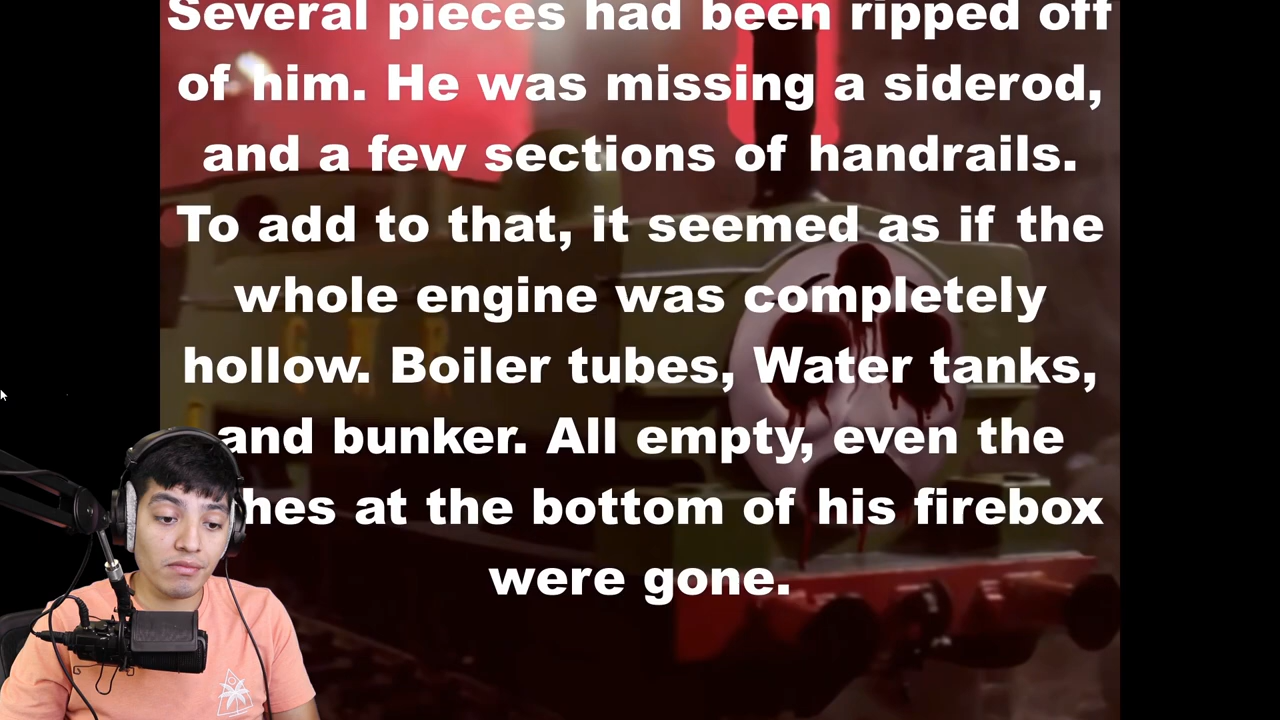 Several pieces had been ripped off
of him. He was missing a siderod,
and a few sections of handrails.
To add to that, it seemed as if the
whole engine was completely
hollow. Boiler tubes, Water tanks,
and bunker. All empty, even the
hes at the bottom of his firebox
were gone.
GWR